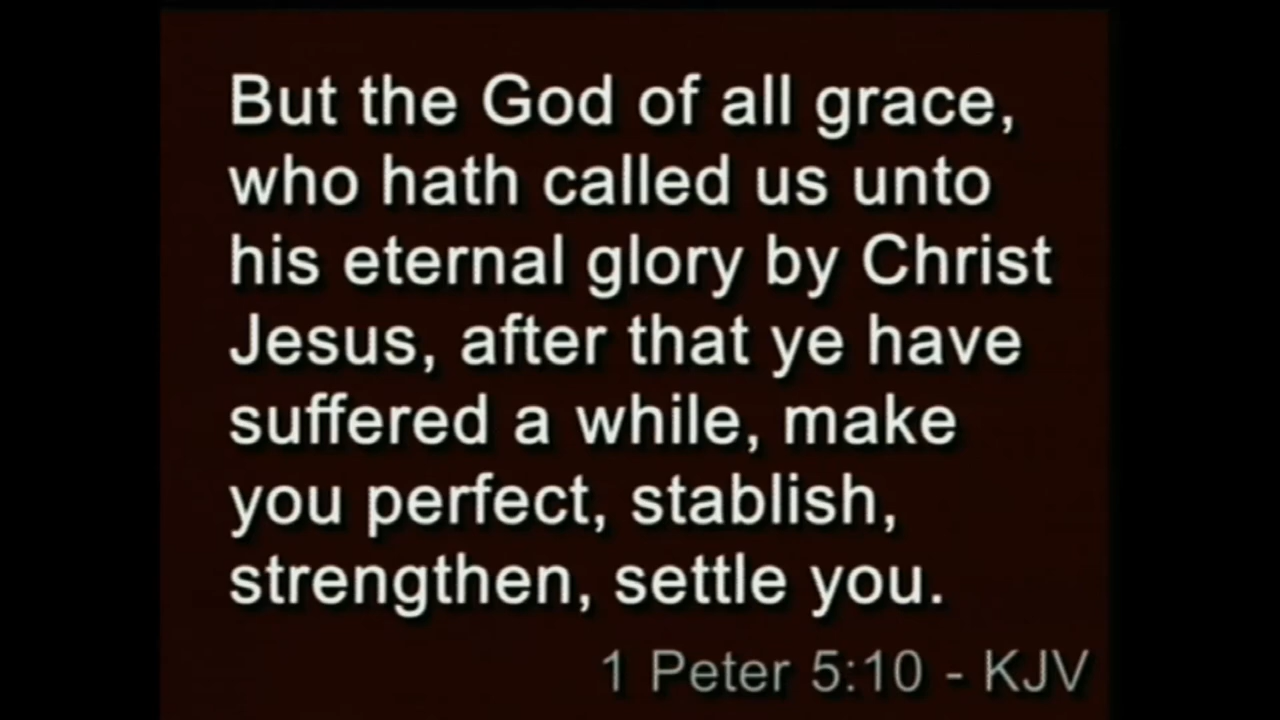 But the God of all grace,
who hath called us unto
his eternal glory by Christ
Jesus, after that ye have
suffered a while, make
you perfect, stablish,
strengthen, settle you.
1 Peter 5:10 - KJV